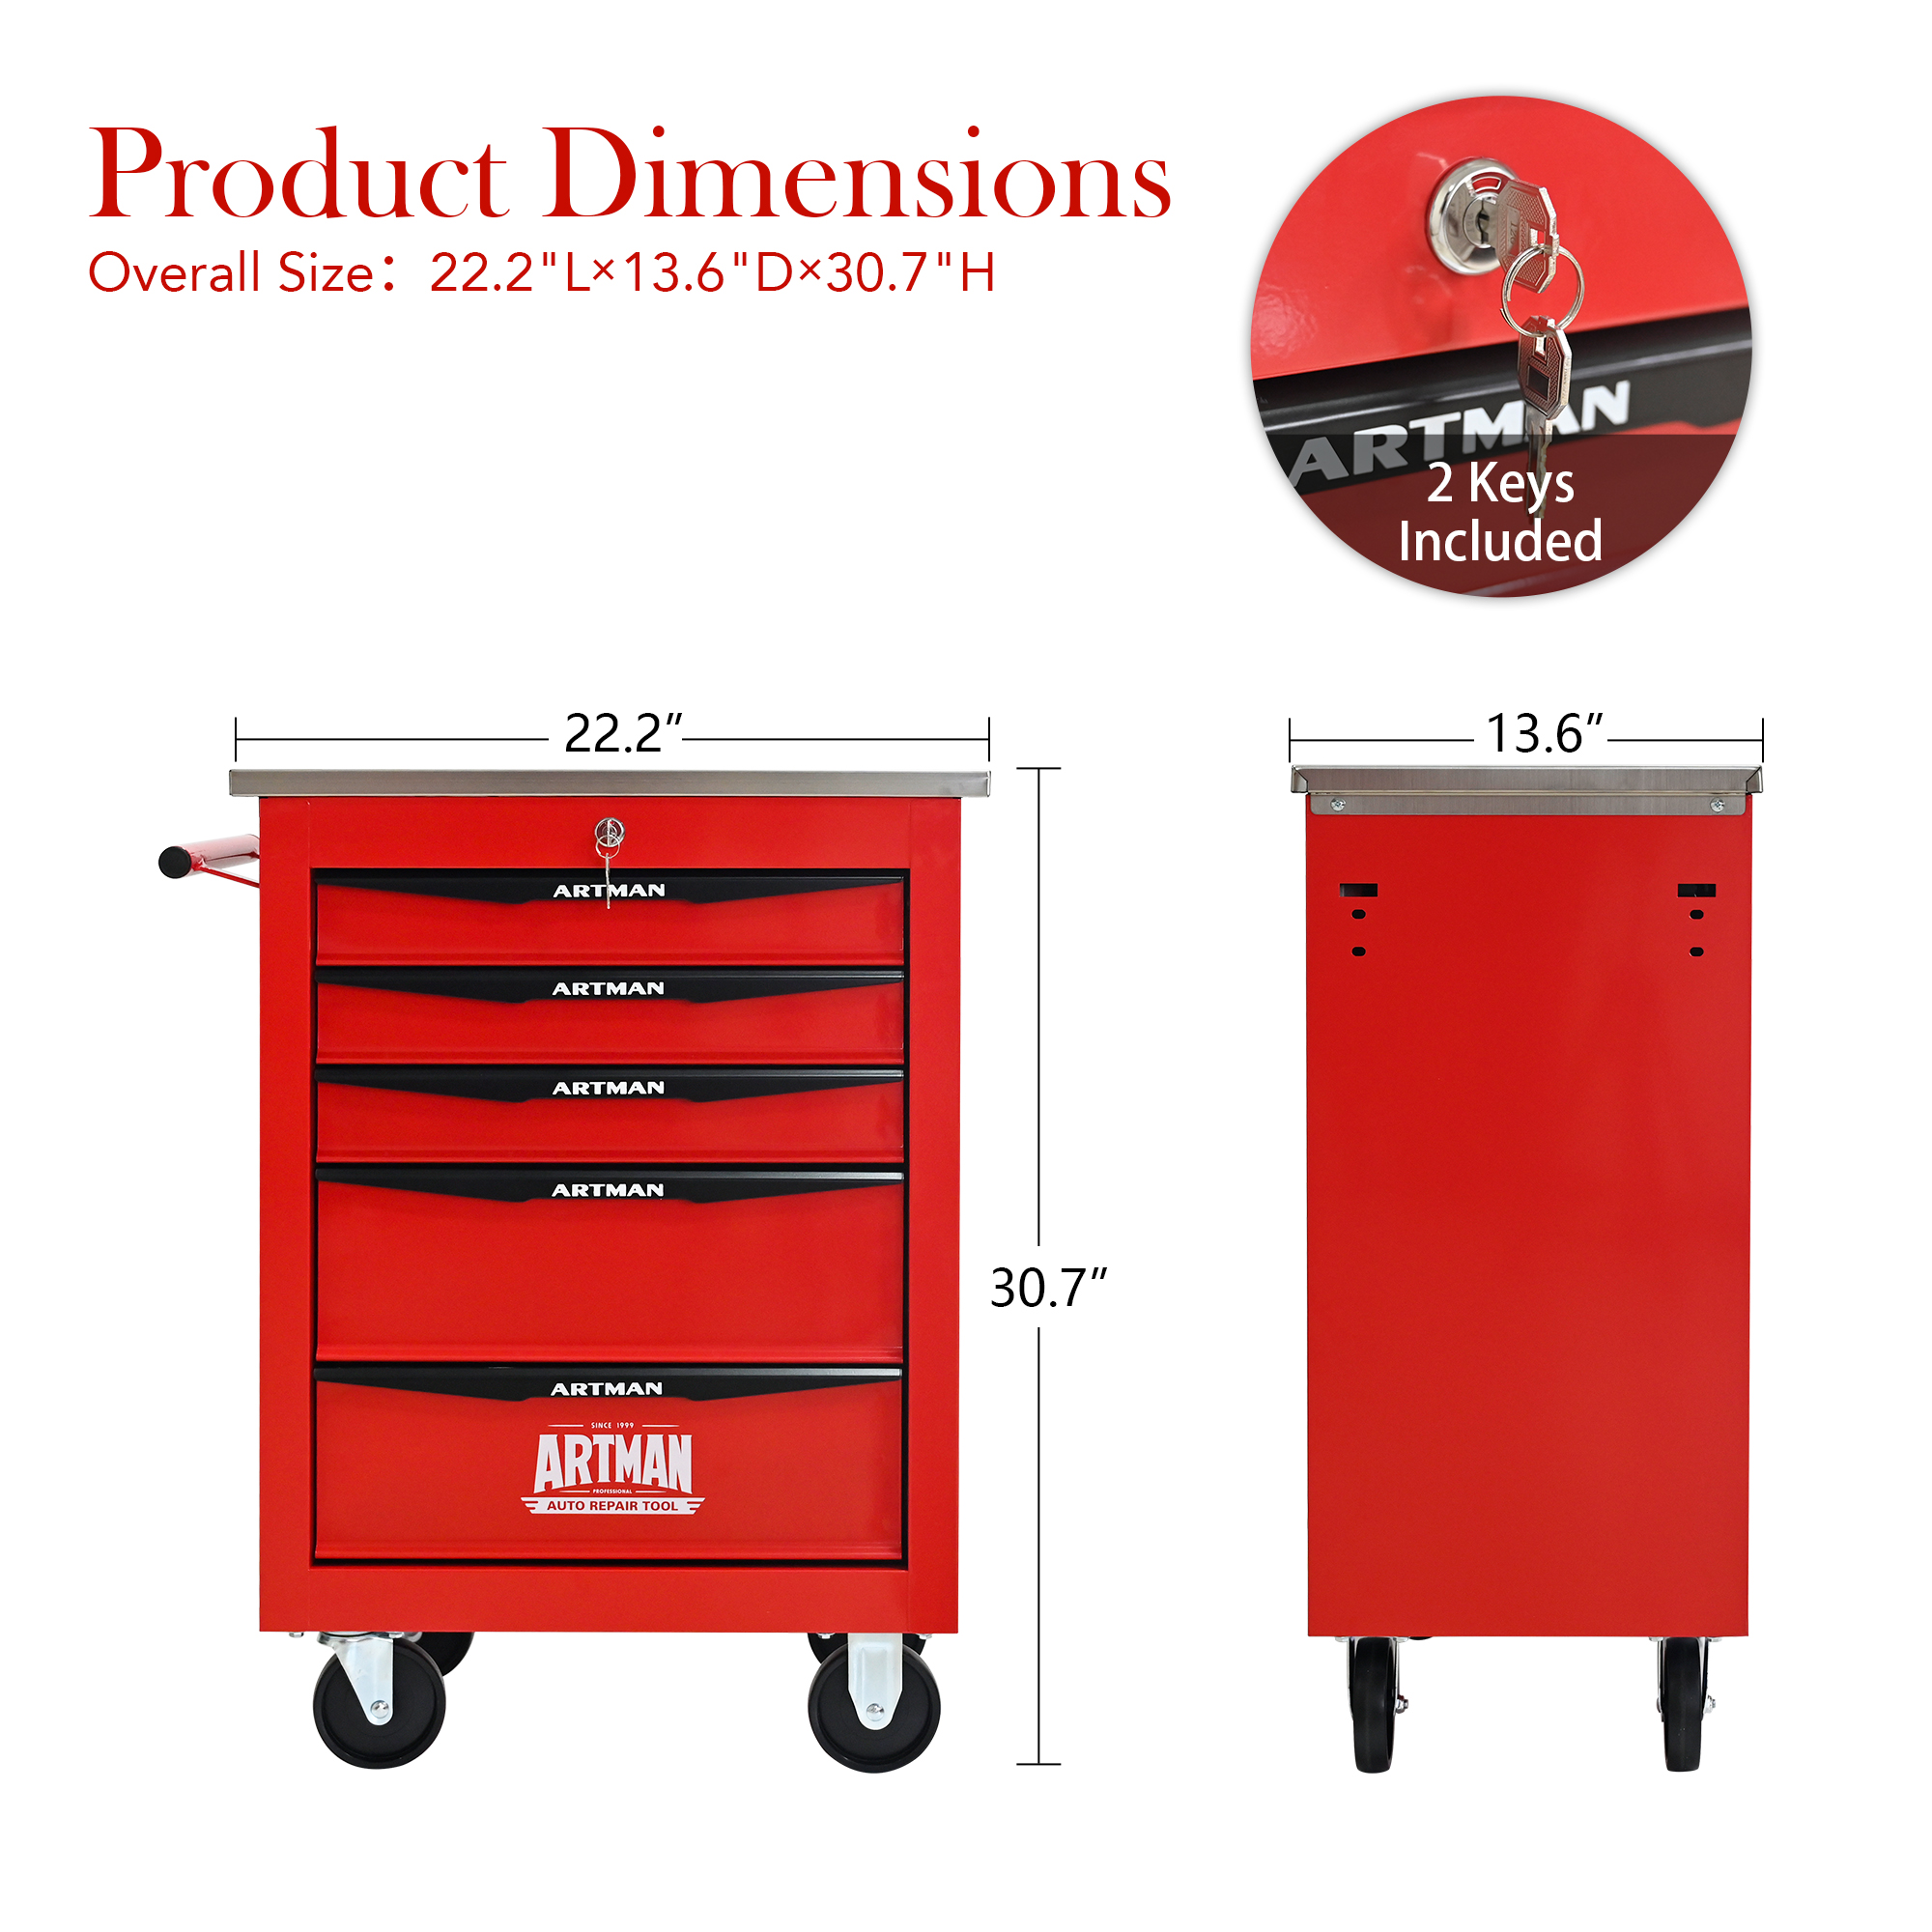 Product Dimensions
Overall Size：22.2"L×13.6"D×30.7"H
ARTMAN
2 Keys
Included
22.2″
13.6″
ARTMAN
ARTMAN
ARTMAN
ARTMAN
30.7″
ARTMAN
SINCE 1999
ARTMAN
PROFESSIONAL
AUTO REPAIR TOOL